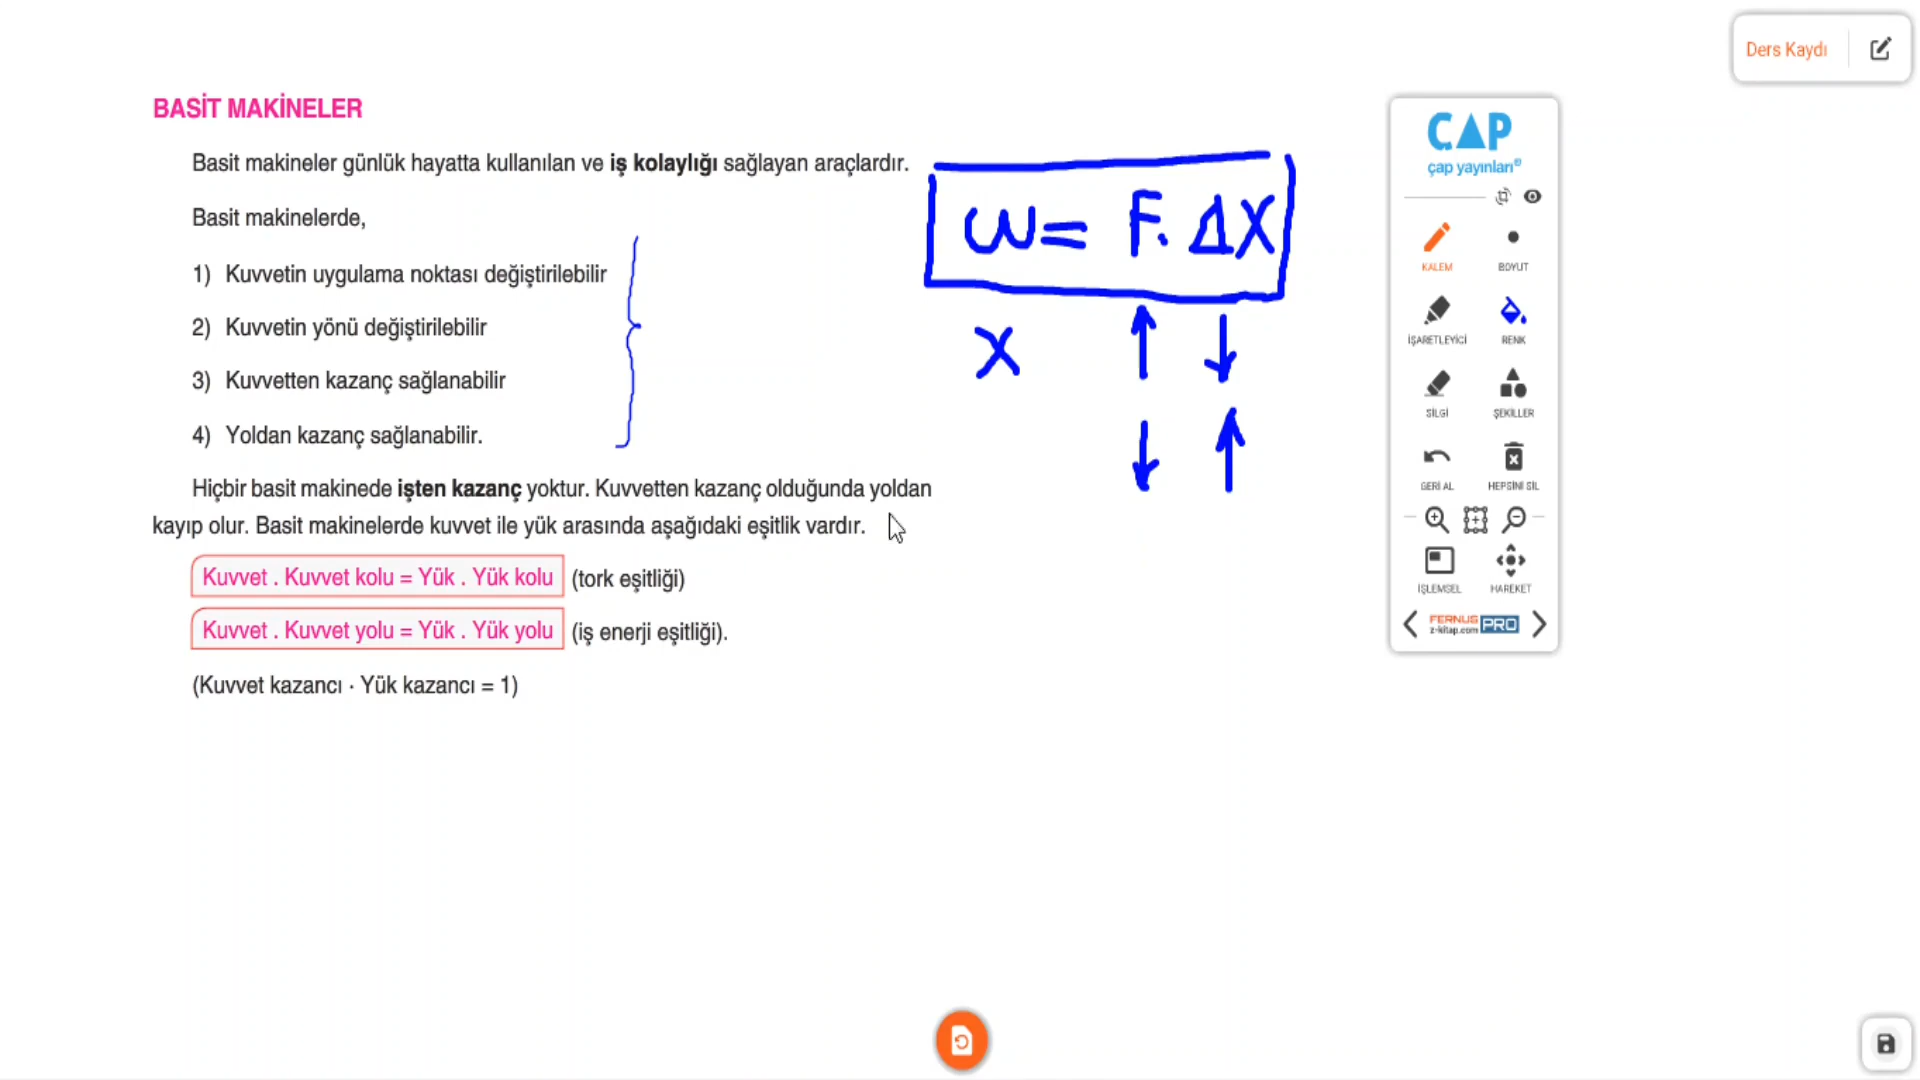 Ders Kaydı
BASİT MAKİNELER
Basit makineler günlük hayatta kullanılan ve iş kolaylığı sağlayan araçlardır.
Basit makinelerde,
1) Kuvvetin uygulama noktası değiştirilebilir
2) Kuvvetin yönü değiştirilebilir
3) Kuvvetten kazanç sağlanabilir
4) Yoldan kazanç sağlanabilir.
Hiçbir basit makinede işten kazanç yoktur. Kuvvetten kazanç olduğunda yoldan
kayıp olur. Basit makinelerde kuvvet ile yük arasında aşağıdaki eşitlik vardır.
Kuvvet . Kuvvet kolu = Yük . Yük kolu (tork eşitliği)
Kuvvet . Kuvvet yolu = Yük . Yük yolu (iş enerji eşitliği).
(Kuvvet kazancı · Yük kazancı = 1)
W= F. ΔX
X
ÇAP
çap yayınları®
KALEM BOYUT
İŞARETLEYİCİ RENK
SİLGİ ŞEKİLLER
GERİ AL HEPSİNİ SİL
İŞLEMSEL HAREKET
FERNUS PRO
z-kitap.com